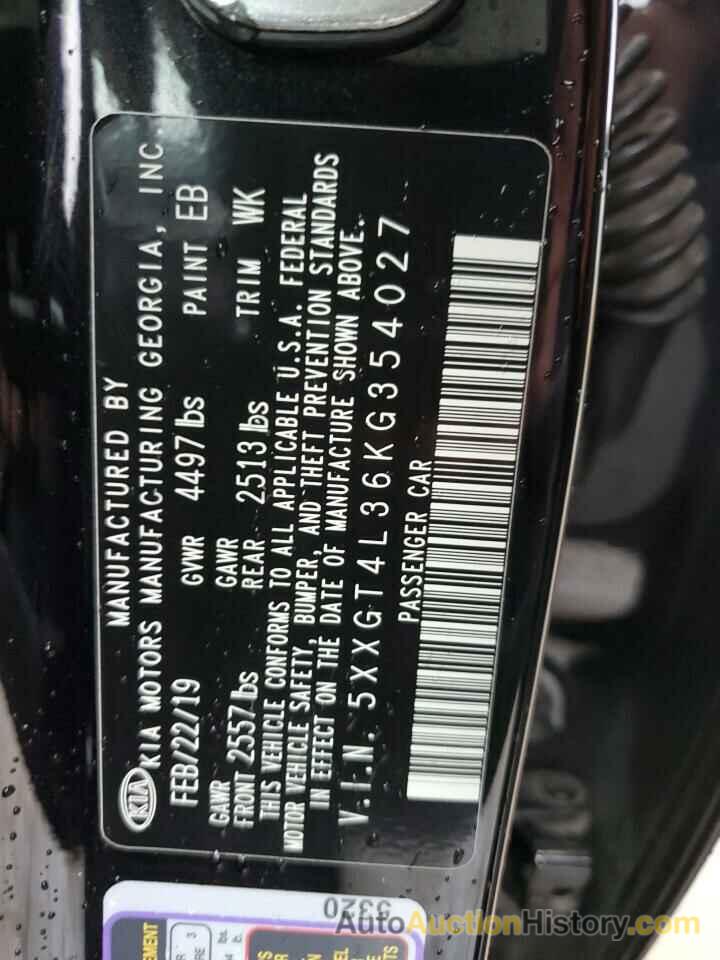 MANUFACTURED BY
KIA KIA MOTORS MANUFACTURING GEORGIA, INC.
FEB/22/19 GVWR 4497 lbs PAINT EB
GAWR FRONT 2557 lbs GAWR REAR 2513 lbs TRIM WK
THIS VEHICLE CONFORMS TO ALL APPLICABLE U.S.A. FEDERAL
MOTOR VEHICLE SAFETY, BUMPER, AND THEFT PREVENTION STANDARDS
IN EFFECT ON THE DATE OF MANUFACTURE SHOWN ABOVE.
V.I.N. 5XXGT4L36KG354027
PASSENGER CAR
3320
AutoAuctionHistory.com